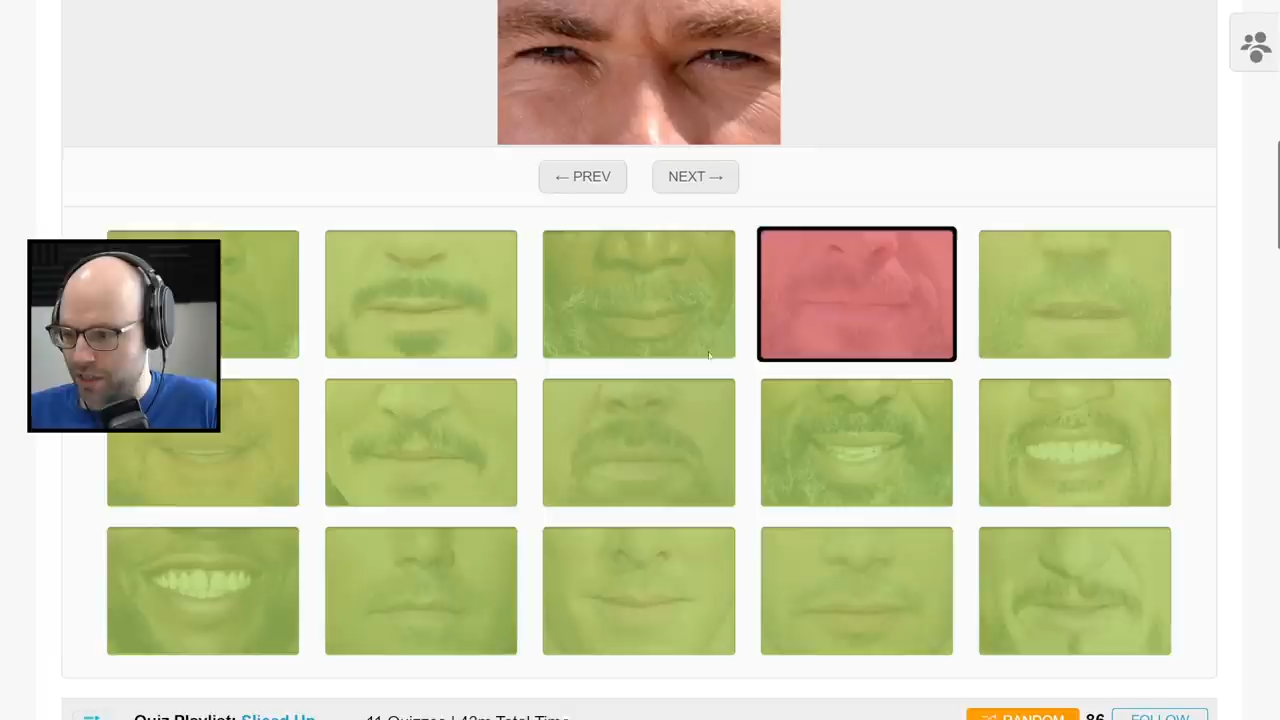 ← PREV
NEXT →
Quiz Playlist: Sliced Up
11 Quizzes | 42m Total Time
RANDOM
86
FOLLOW